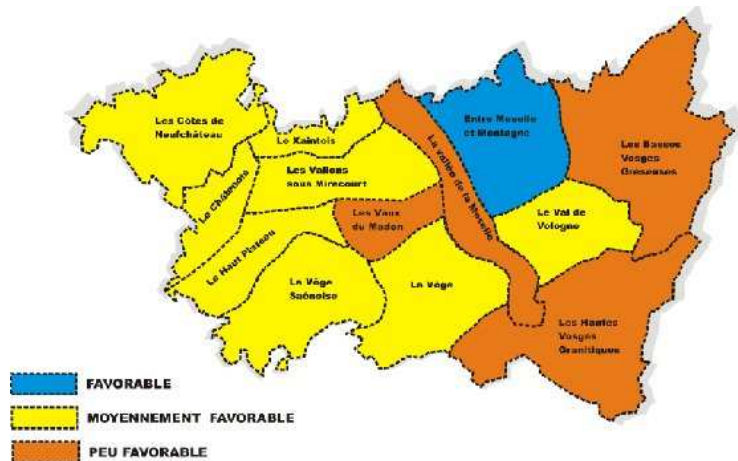 Les Côtes de
Neufchâteau
Le Xaintois
Les Vallons
sous Mirecourt
Le Châtenois
Le Haut Plateau
Les Vaux
du Madon
La vallée de la Moselle
Entre Moselle
et Montagne
Les Basses
Vosges
Gréseuses
Le Val de
Vologne
La Vôge
Saônoise
La Vôge
Les Hautes
Vosges
Granitiques
FAVORABLE
MOYENNEMENT FAVORABLE
PEU FAVORABLE